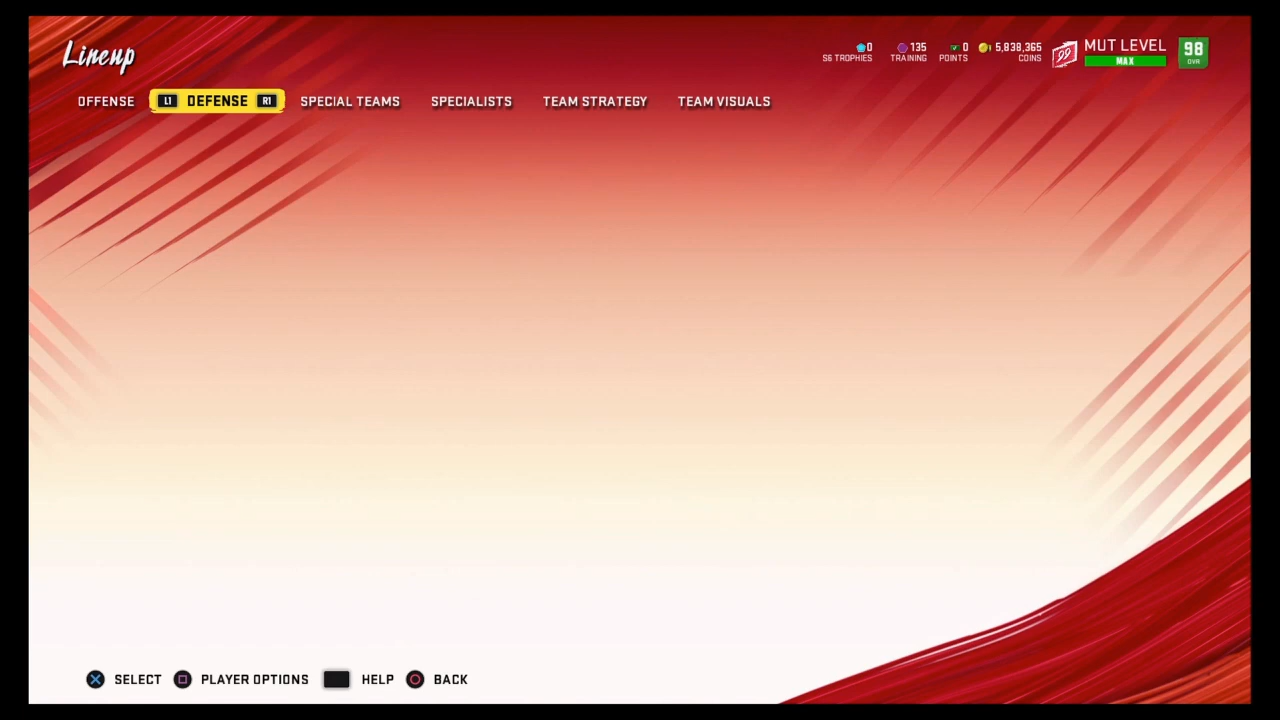 Lineup
0
S6 TROPHIES
135
TRAINING
0
POINTS
5,838,365
COINS
99
MUT LEVEL
MAX
98
OVR
OFFENSE L1 DEFENSE R1 SPECIAL TEAMS SPECIALISTS TEAM STRATEGY TEAM VISUALS
SELECT PLAYER OPTIONS HELP BACK